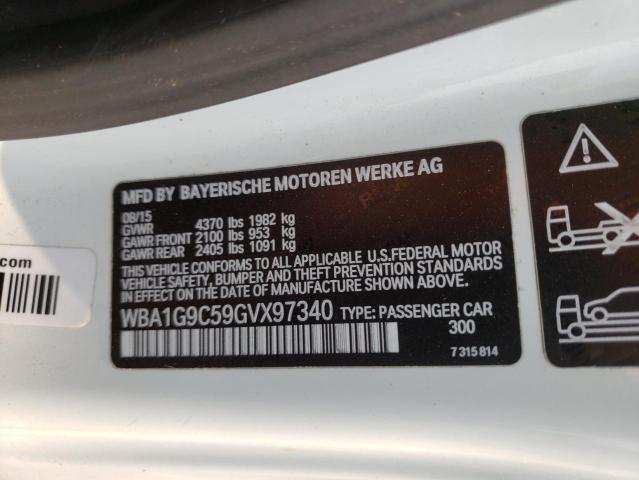 MFD BY BAYERISCHE MOTOREN WERKE AG
08/15
GVWR 4370 lbs 1982 kg
GAWR FRONT 2100 lbs 953 kg
GAWR REAR 2405 lbs 1091 kg
THIS VEHICLE CONFORMS TO ALL APPLICABLE U.S.FEDERAL MOTOR
VEHICLE SAFETY, BUMPER AND THEFT PREVENTION STANDARDS
IN EFFECT ON THE DATE OF MANUFACTURE SHOWN ABOVE.
WBA1G9C59GVX97340 TYPE: PASSENGER CAR
300
7 315 814
.com